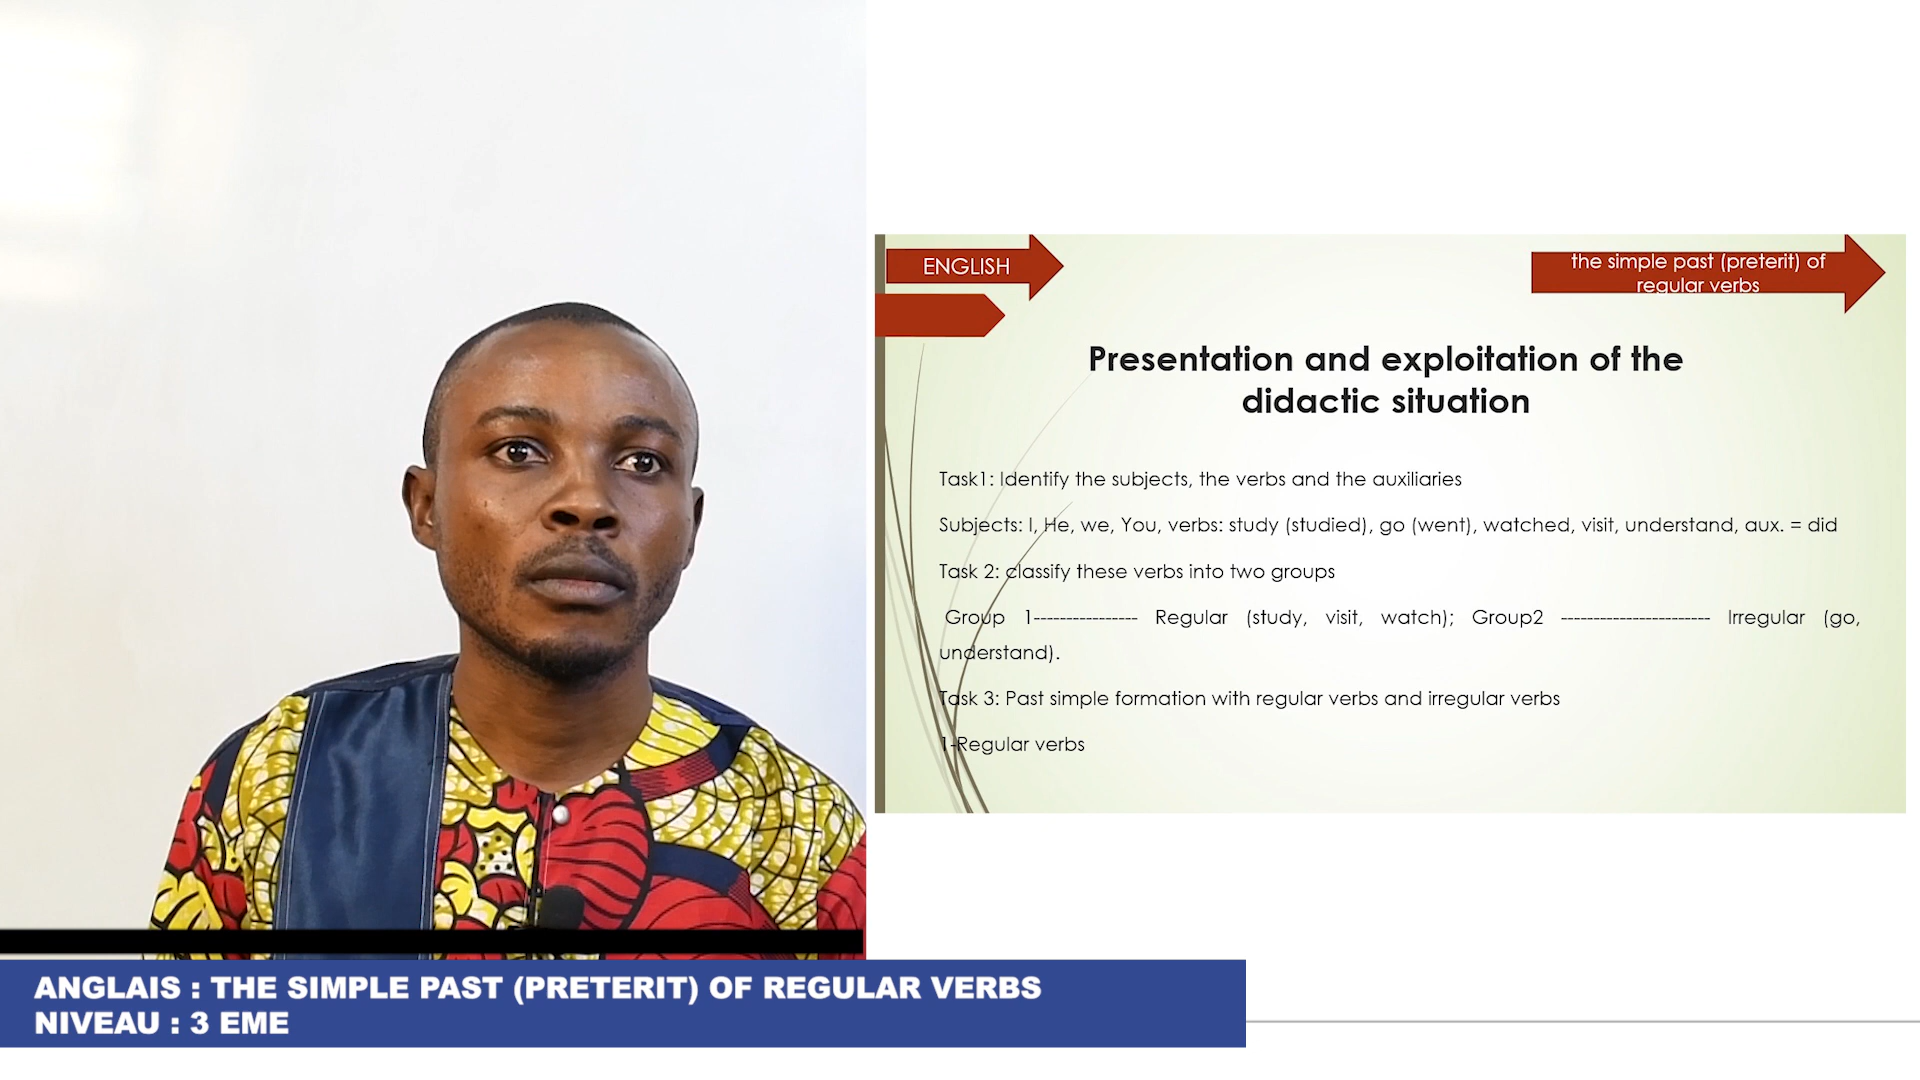 ENGLISH
the simple past (preterit) of
regular verbs
Presentation and exploitation of the
didactic situation
Task1: Identify the subjects, the verbs and the auxiliaries
Subjects: I, He, we, You, verbs: study (studied), go (went), watched, visit, understand, aux. = did
Task 2: classify these verbs into two groups
Group 1---------------- Regular (study, visit, watch); Group2 ----------------------- Irregular (go,
understand).
Task 3: Past simple formation with regular verbs and irregular verbs
1-Regular verbs
ANGLAIS : THE SIMPLE PAST (PRETERIT) OF REGULAR VERBS
NIVEAU : 3 EME